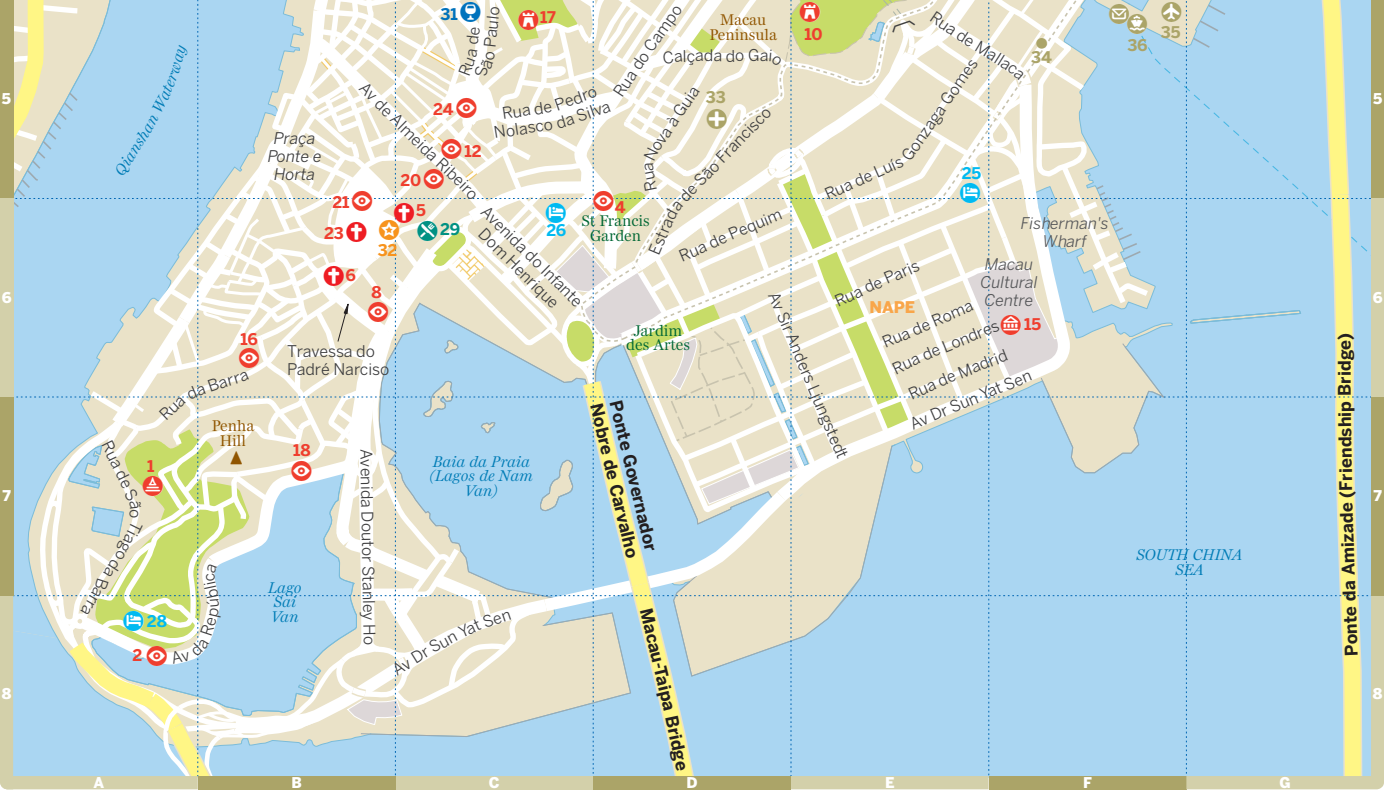 31
Rua de
São Paulo
17
Rua do Campo
Macau
Peninsula
10
Calçada do Gaio
Rua de Mallaca
34
36
35
Qianshan Waterway
5
5
24
Rua de Pedro
Nolasco da Silva
33
Av de Almeida Ribeiro
12
Praça
Ponte e
Horta
20
Rua Nova à Guia
Estrada de São Francisco
Rua de Luís Gonzaga Gomes
25
21
5
23
32
29
26
4
St Francis
Garden
Avenida do Infante
Dom Henrique
Rua de Pequim
Fisherman's
Wharf
6
8
6
6
Macau
Cultural
Centre
Rua de Paris
NAPE
Rua de Roma
15
Rua de Londres
Rua de Madrid
Av Dr Sun Yat Sen
Av Sir Anders Ljungstedt
Jardim
des Artes
16
Travessa do
Padré Narciso
Rua da Barra
Penha
Hill
18
1
Rua de São Tiago da Barra
Baia da Praia
(Lagos de Nam
Van)
Ponte Governador
Nobre de Carvalho
Macau-Taipa Bridge
Ponte da Amizade (Friendship Bridge)
7
7
Avenida Doutor Stanley Ho
SOUTH CHINA
SEA
Lago
Sai
Van
28
2
Av da República
Av Dr Sun Yat Sen
8
8
A
B
C
D
E
F
G